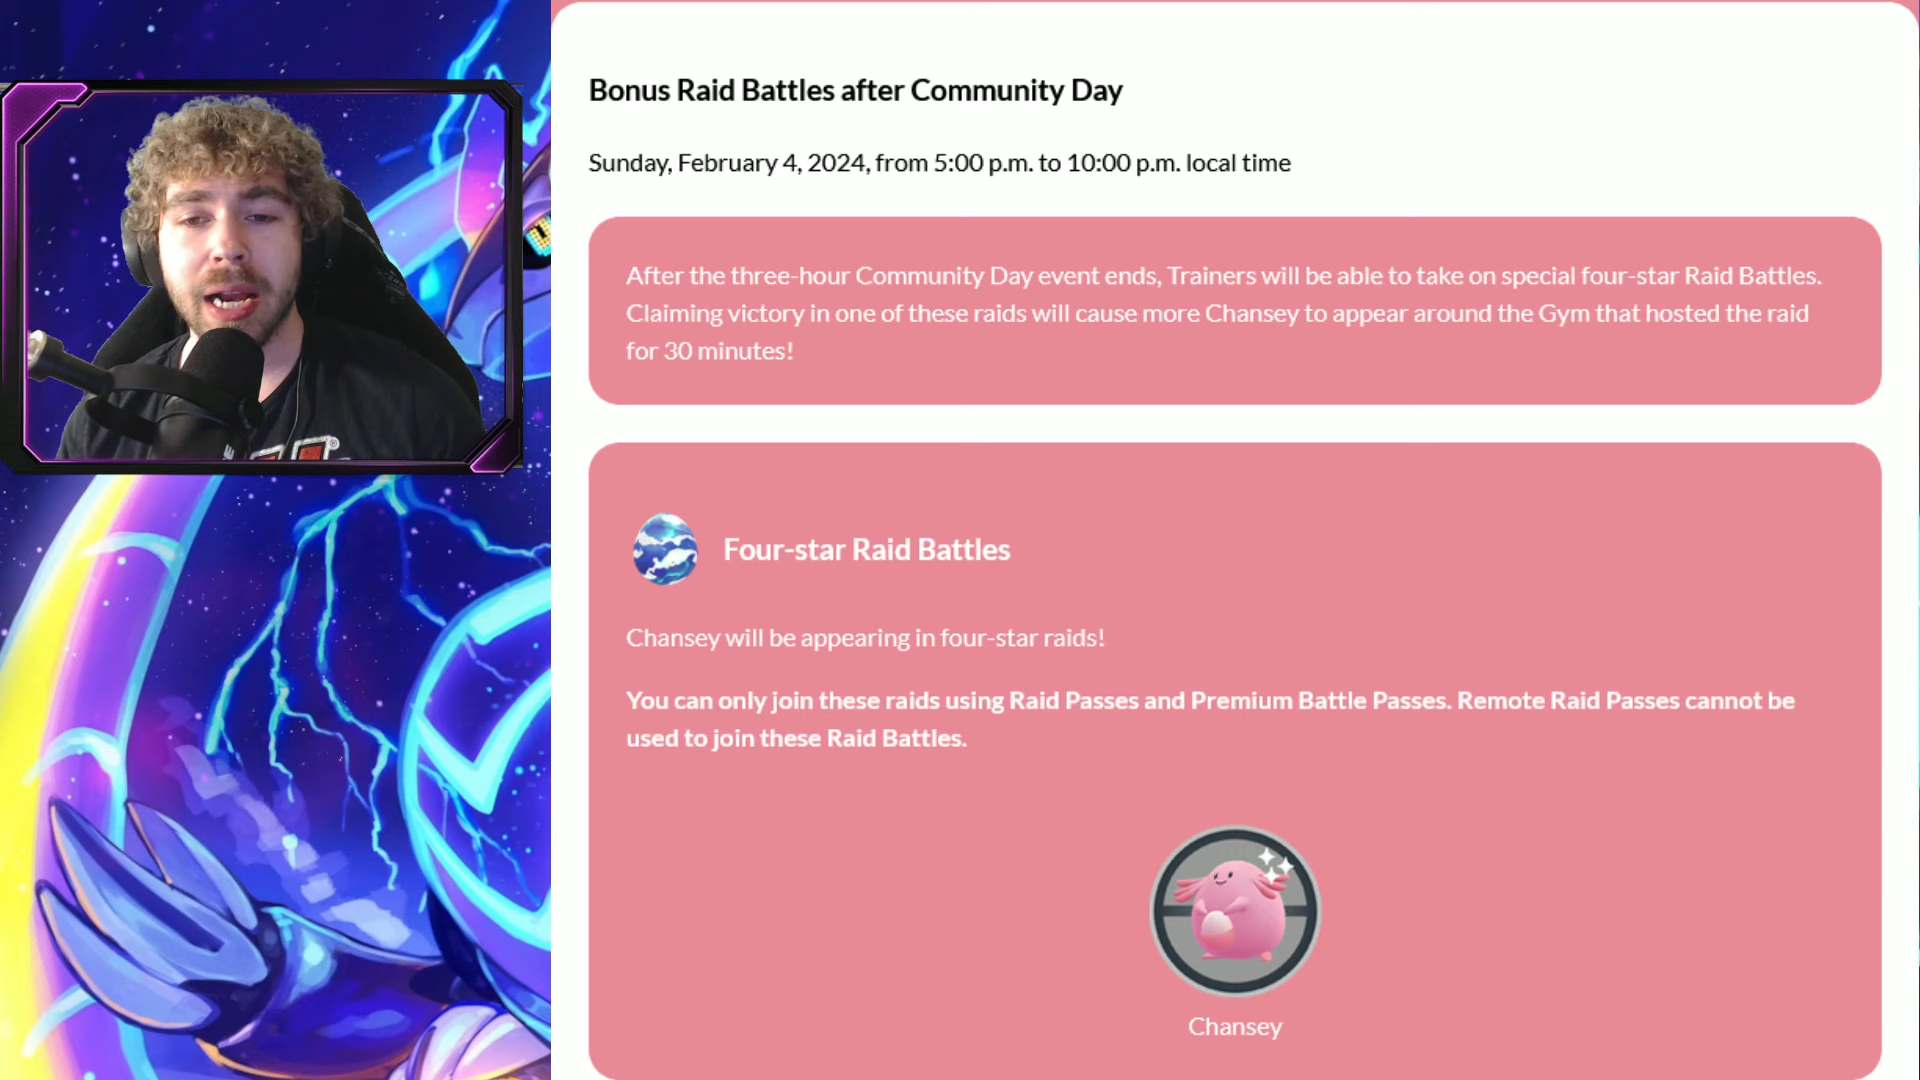 Bonus Raid Battles after Community Day
Sunday, February 4, 2024, from 5:00 p.m. to 10:00 p.m. local time
After the three-hour Community Day event ends, Trainers will be able to take on special four-star Raid Battles.
Claiming victory in one of these raids will cause more Chansey to appear around the Gym that hosted the raid
for 30 minutes!
Four-star Raid Battles
Chansey will be appearing in four-star raids!
You can only join these raids using Raid Passes and Premium Battle Passes. Remote Raid Passes cannot be
used to join these Raid Battles.
Chansey